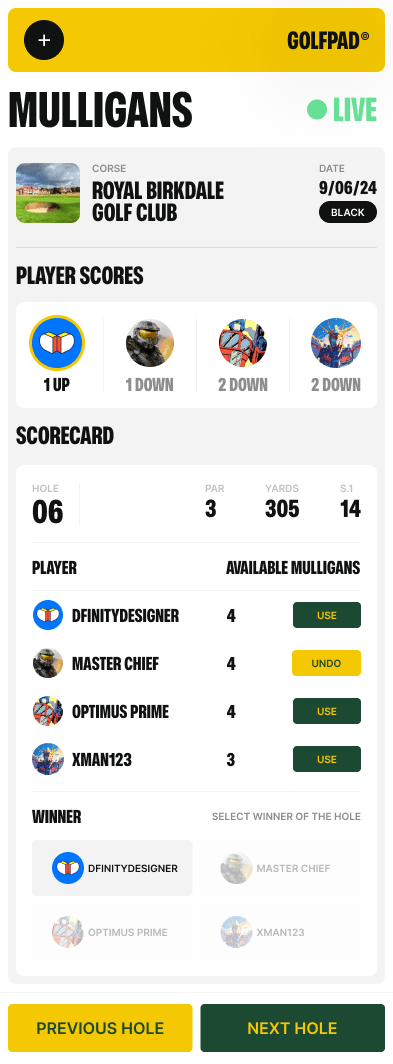 +
GOLFPAD®
MULLIGANS
LIVE
CORSE
ROYAL BIRKDALE
GOLF CLUB
DATE
9/06/24
BLACK
PLAYER SCORES
1 UP
1 DOWN
2 DOWN
2 DOWN
SCORECARD
HOLE
06
PAR
3
YARDS
305
S.1
14
PLAYER
AVAILABLE MULLIGANS
DFINITYDESIGNER
4
USE
MASTER CHIEF
4
UNDO
OPTIMUS PRIME
4
USE
XMAN123
3
USE
WINNER
SELECT WINNER OF THE HOLE
DFINITYDESIGNER
MASTER CHIEF
OPTIMUS PRIME
XMAN123
PREVIOUS HOLE
NEXT HOLE